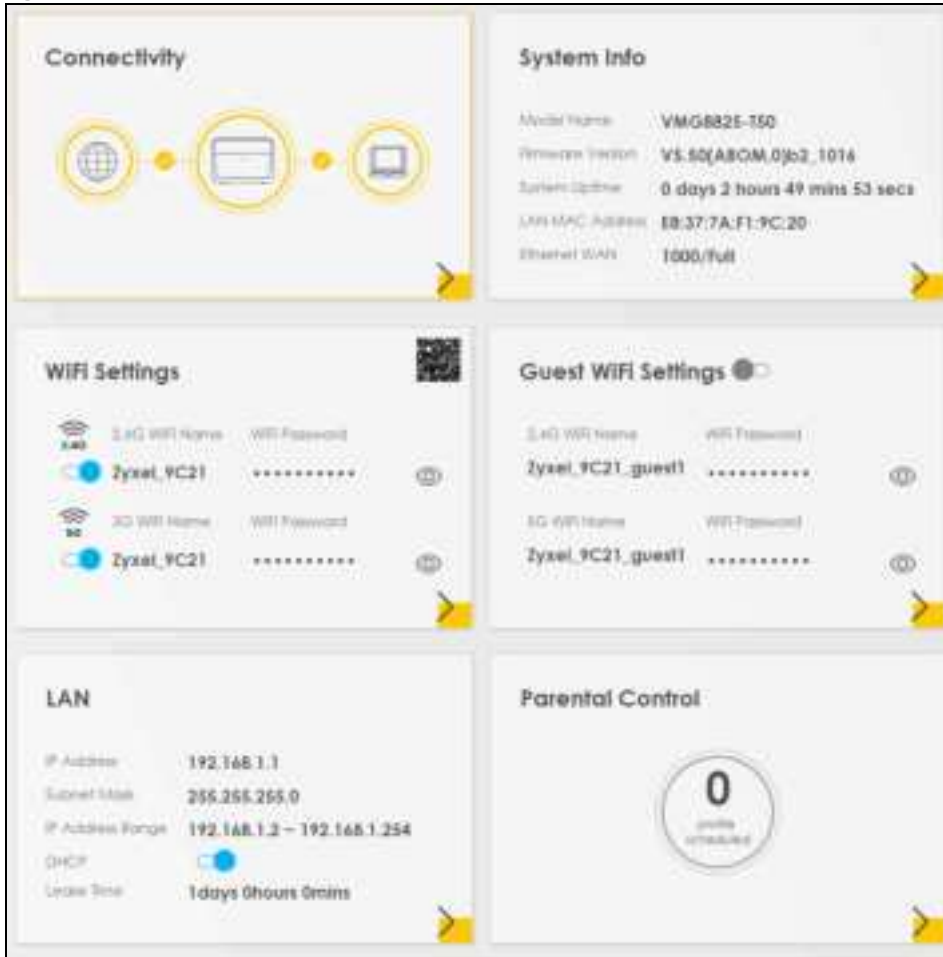 Connectivity
System Info
Model Name VMG8825-T50
Firmware Version V5.50(ABOM.0)b2_1016
System Uptime 0 days 2 hours 49 mins 53 secs
LAN MAC Address E8:37:7A:F1:9C:20
Ethernet WAN 1000/Full
WiFi Settings
2.4G
2.4G WiFi Name WiFi Password
Zyxel_9C21 ••••••••••
5G
5G WiFi Name WiFi Password
Zyxel_9C21 ••••••••••
Guest WiFi Settings
2.4G WiFi Name WiFi Password
Zyxel_9C21_guest1 ••••••••••
5G WiFi Name WiFi Password
Zyxel_9C21_guest1 ••••••••••
LAN
IP Address 192.168.1.1
Subnet Mask 255.255.255.0
IP Address Range 192.168.1.2 ~ 192.168.1.254
DHCP
Lease Time 1days 0hours 0mins
Parental Control
0
profile
scheduled